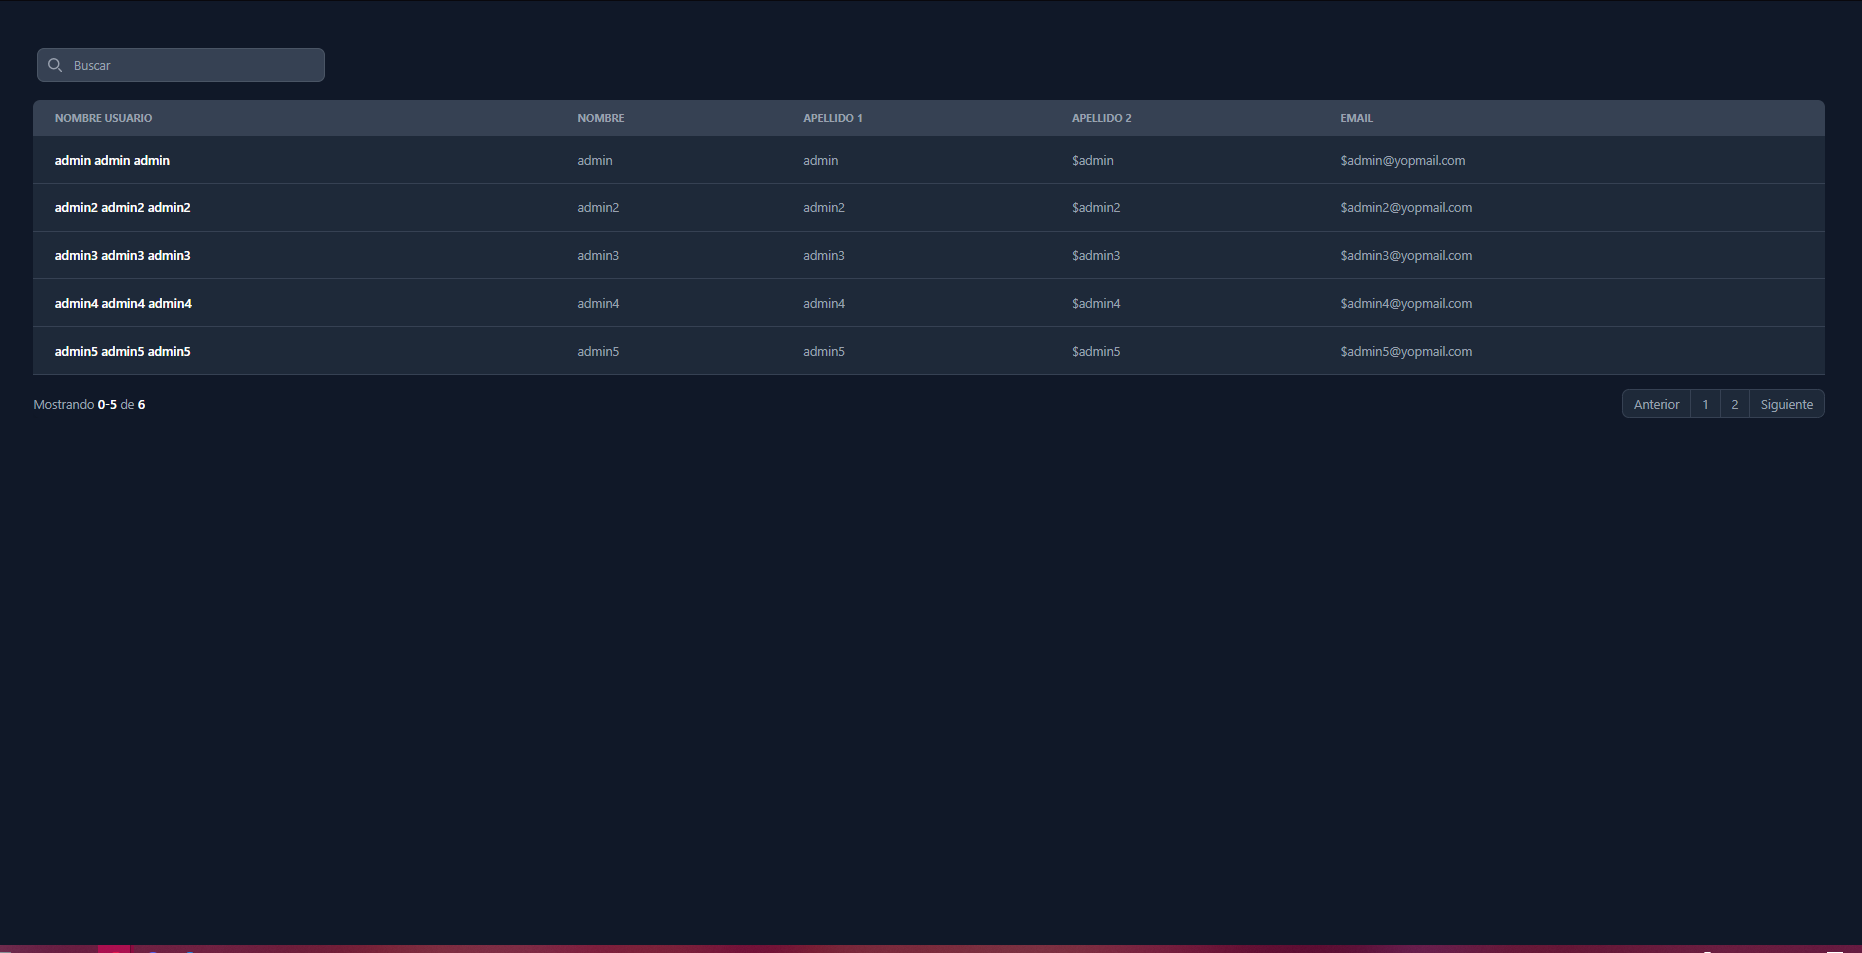 Buscar
NOMBRE USUARIO NOMBRE APELLIDO 1 APELLIDO 2 EMAIL
admin admin admin admin admin $admin $admin@yopmail.com
admin2 admin2 admin2 admin2 admin2 $admin2 $admin2@yopmail.com
admin3 admin3 admin3 admin3 admin3 $admin3 $admin3@yopmail.com
admin4 admin4 admin4 admin4 admin4 $admin4 $admin4@yopmail.com
admin5 admin5 admin5 admin5 admin5 $admin5 $admin5@yopmail.com
Mostrando 0-5 de 6 Anterior 1 2 Siguiente